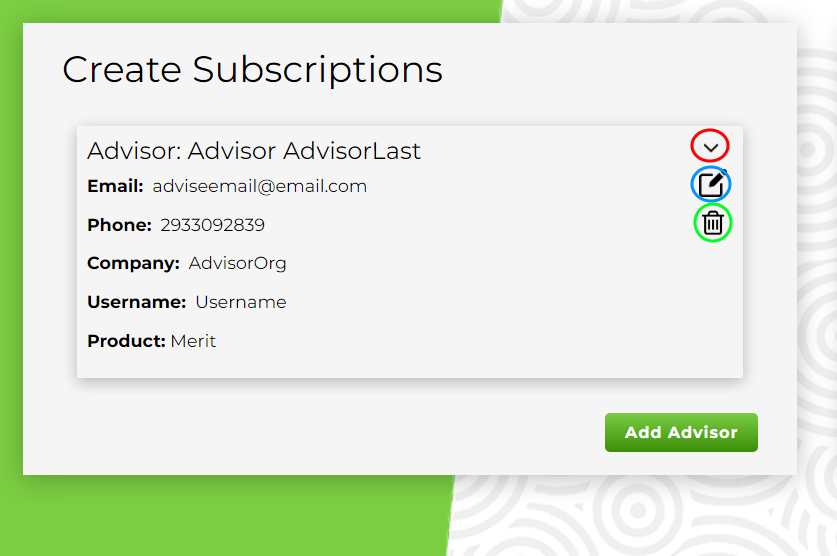 Create Subscriptions
Advisor: Advisor AdvisorLast
Email: adviseemail@email.com
Phone: 2933092839
Company: AdvisorOrg
Username: Username
Product: Merit
Add Advisor